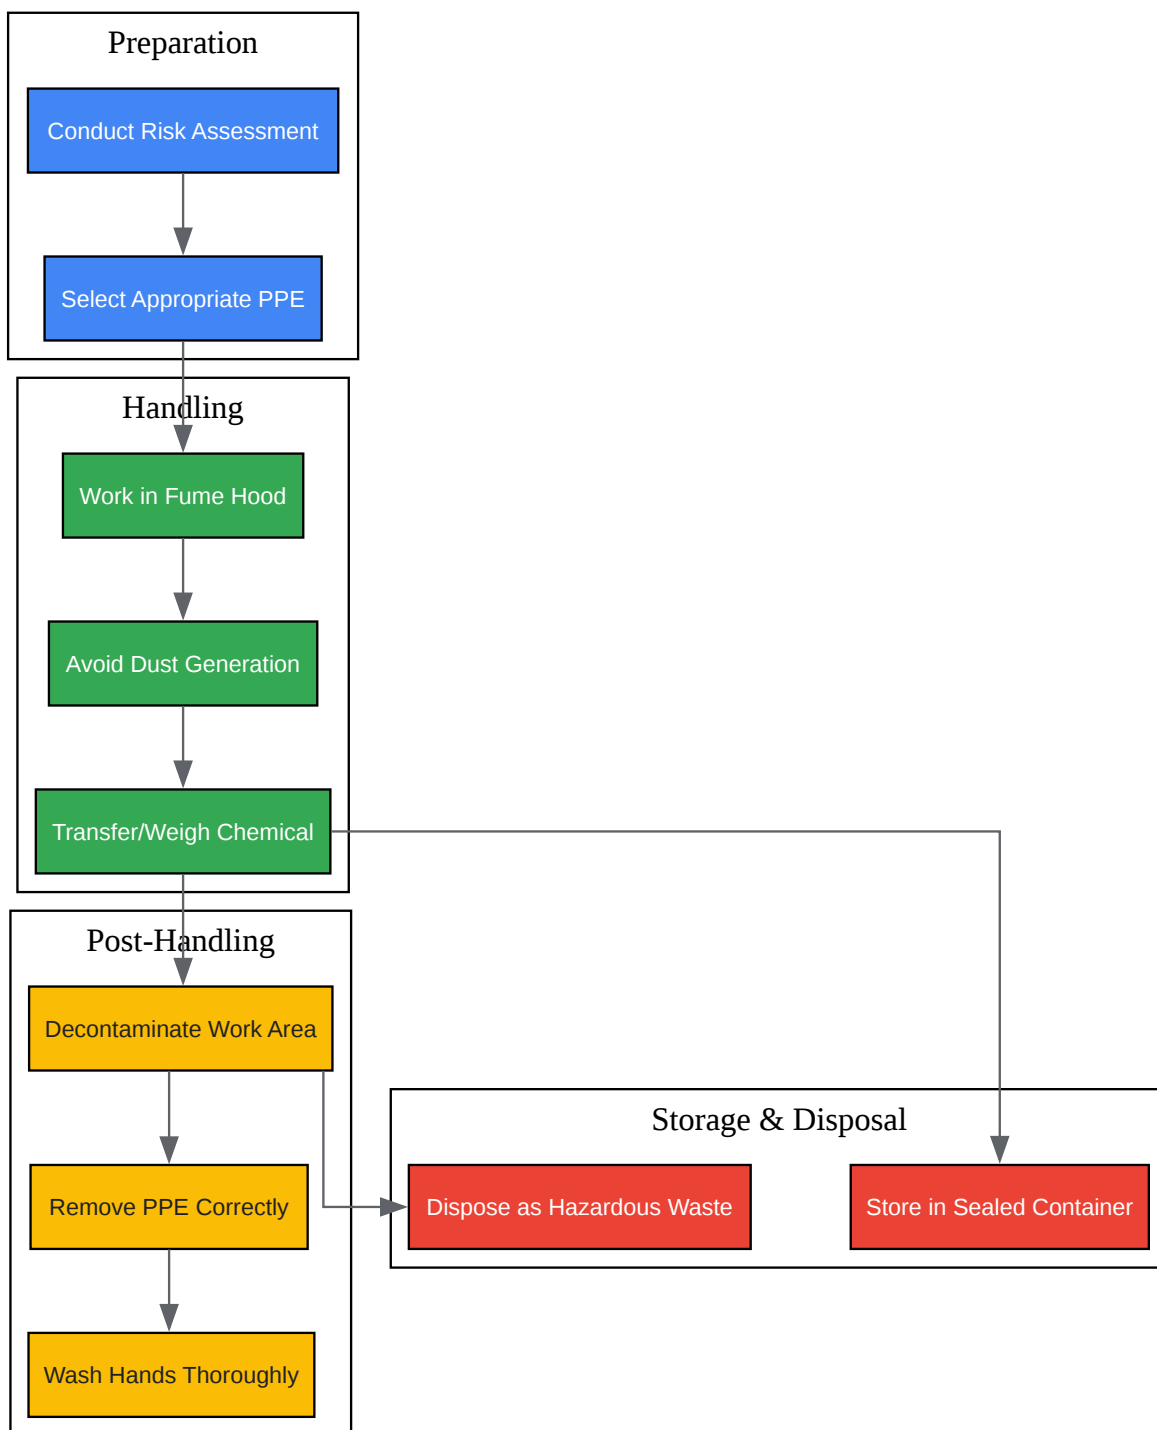 Preparation
Conduct Risk Assessment
Select Appropriate PPE
Handling
Work in Fume Hood
Avoid Dust Generation
Transfer/Weigh Chemical
Post-Handling
Decontaminate Work Area
Remove PPE Correctly
Wash Hands Thoroughly
Storage & Disposal
Dispose as Hazardous Waste
Store in Sealed Container